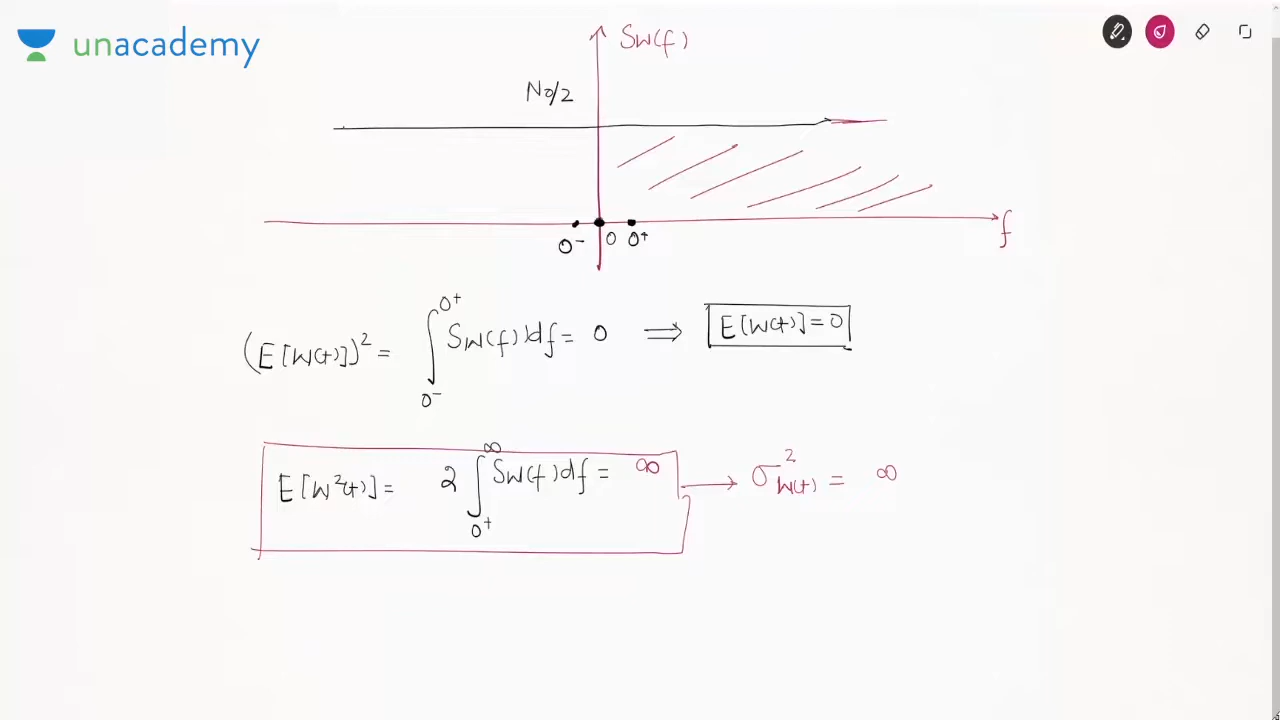 unacademy
Sw(f)
No/2
0⁻ 0 0⁺ f
(E[W(t)])² = ∫₀₋⁰⁺ Sw(f)df = 0 ⟹ E[W(t)] = 0
E[W²(t)] = 2 ∫₀₊^∞ Sw(f)df = ∞ → σ²W(t) = ∞